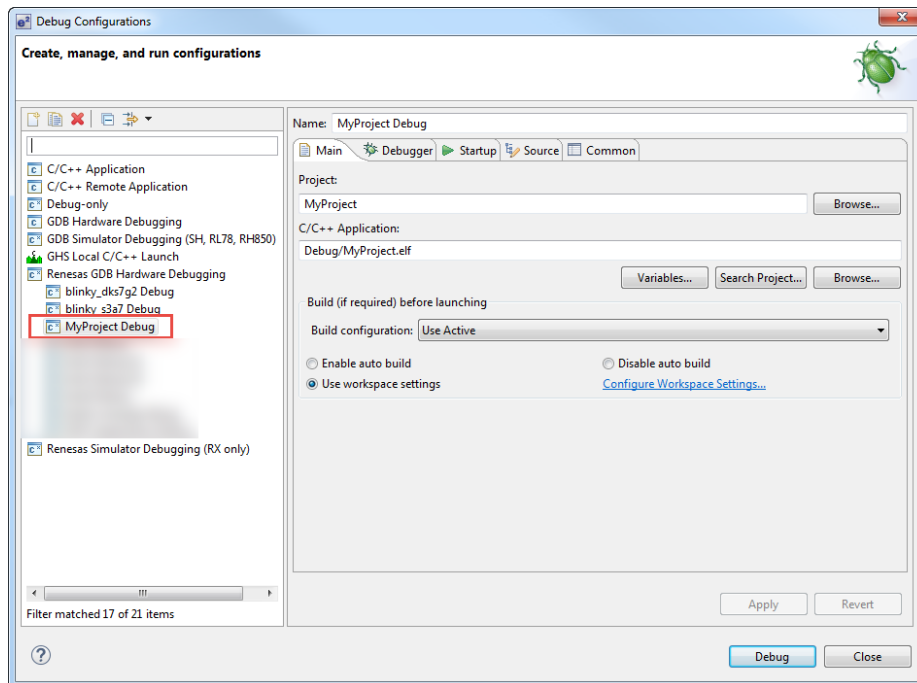 e² Debug Configurations
Create, manage, and run configurations
Name: MyProject Debug
Main Debugger Startup Source Common
C/C++ Application
C/C++ Remote Application
Debug-only
GDB Hardware Debugging
GDB Simulator Debugging (SH, RL78, RH850)
GHS Local C/C++ Launch
Renesas GDB Hardware Debugging
blinky_dks7g2 Debug
blinky_s3a7 Debug
MyProject Debug
Renesas Simulator Debugging (RX only)
Filter matched 17 of 21 items
Project:
MyProject Browse...
C/C++ Application:
Debug/MyProject.elf
Variables... Search Project... Browse...
Build (if required) before launching
Build configuration: Use Active
Enable auto build Disable auto build
Use workspace settings Configure Workspace Settings...
Apply Revert
? Debug Close